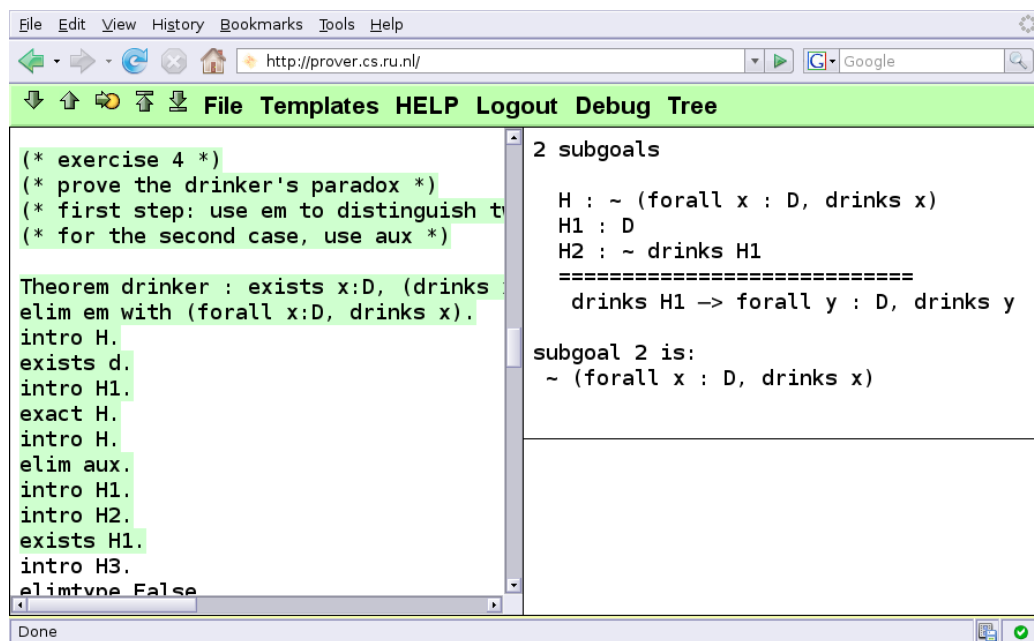 File Edit View History Bookmarks Tools Help
http://prover.cs.ru.nl/
G Google
File Templates HELP Logout Debug Tree
(* exercise 4 *)
(* prove the drinker's paradox *)
(* first step: use em to distinguish tw
(* for the second case, use aux *)
Theorem drinker : exists x:D, (drinks x
elim em with (forall x:D, drinks x).
intro H.
exists d.
intro H1.
exact H.
intro H.
elim aux.
intro H1.
intro H2.
exists H1.
intro H3.
elimtype False
2 subgoals
H : ~ (forall x : D, drinks x)
H1 : D
H2 : ~ drinks H1
============================
drinks H1 —> forall y : D, drinks y
subgoal 2 is:
~ (forall x : D, drinks x)
Done